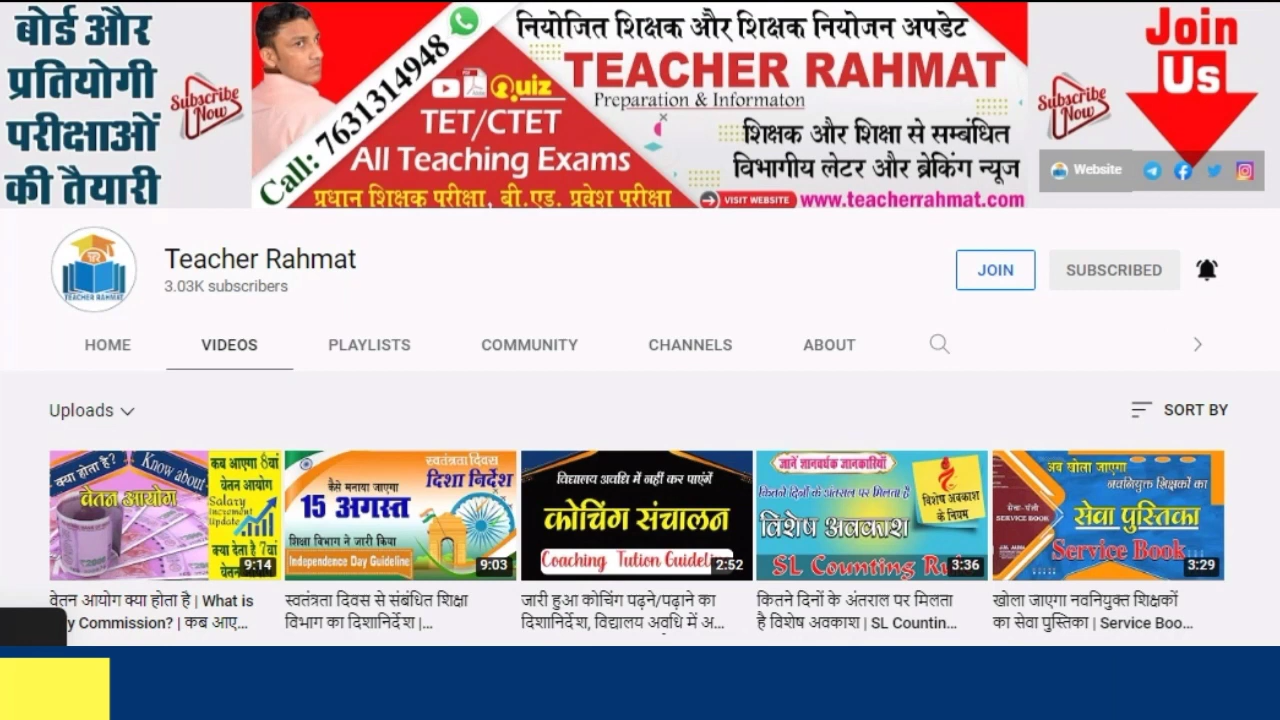 बोर्ड और
प्रतियोगी
परीक्षाओं
की तैयारी
Subscribe
Now
Call: 7631314948
नियोजित शिक्षक और शिक्षक नियोजन अपडेट
TEACHER RAHMAT
Preparation & Informaton
Quiz
TET/CTET
All Teaching Exams
प्रधान शिक्षक परीक्षा, बी.एड. प्रवेश परीक्षा
शिक्षक और शिक्षा से सम्बंधित
विभागीय लेटर और ब्रेकिंग न्यूज
VISIT WEBSITE www.teacherrahmat.com
Subscribe
Now
Join
Us
Website
TEACHER RAHMAT
Teacher Rahmat
3.03K subscribers
JOIN
SUBSCRIBED
HOME VIDEOS PLAYLISTS COMMUNITY CHANNELS ABOUT
Uploads
SORT BY
क्या होता है?
Know about
वेतन आयोग
कब आएगा 8वां
वेतन आयोग
Salary
Increment
Update
क्या देता है 7वां
वेतन
9:14
स्वतंत्रता दिवस
दिशा निर्देश
कैसे मनाया जाएगा
15 अगस्त
शिक्षा विभाग ने जारी किया
Independence Day Guideline
9:03
विद्यालय अवधि में नहीं कर पाएंगें
कोचिंग संचालन
Coaching Tution Guideli
2:52
जानें ज्ञानवर्धक जानकारियाँ
कितने दिनों के अंतराल पर मिलता है
विशेष अवकाश
विशेष अवकाश
के नियम
SL Counting Ru
3:36
अब खोला जाएगा
नवनियुक्त शिक्षकों का
सेवा पुस्तिका
SERVICE BOOK
Service Book
3:29
वेतन आयोग क्या होता है | What is
y Commission? | कब आए...
स्वतंत्रता दिवस से संबंधित शिक्षा
विभाग का दिशानिर्देश |...
जारी हुआ कोचिंग पढ़ने/पढ़ाने का
दिशानिर्देश, विद्यालय अवधि में अ...
कितने दिनों के अंतराल पर मिलता
है विशेष अवकाश | SL Countin...
खोला जाएगा नवनियुक्त शिक्षकों
का सेवा पुस्तिका | Service Boo...